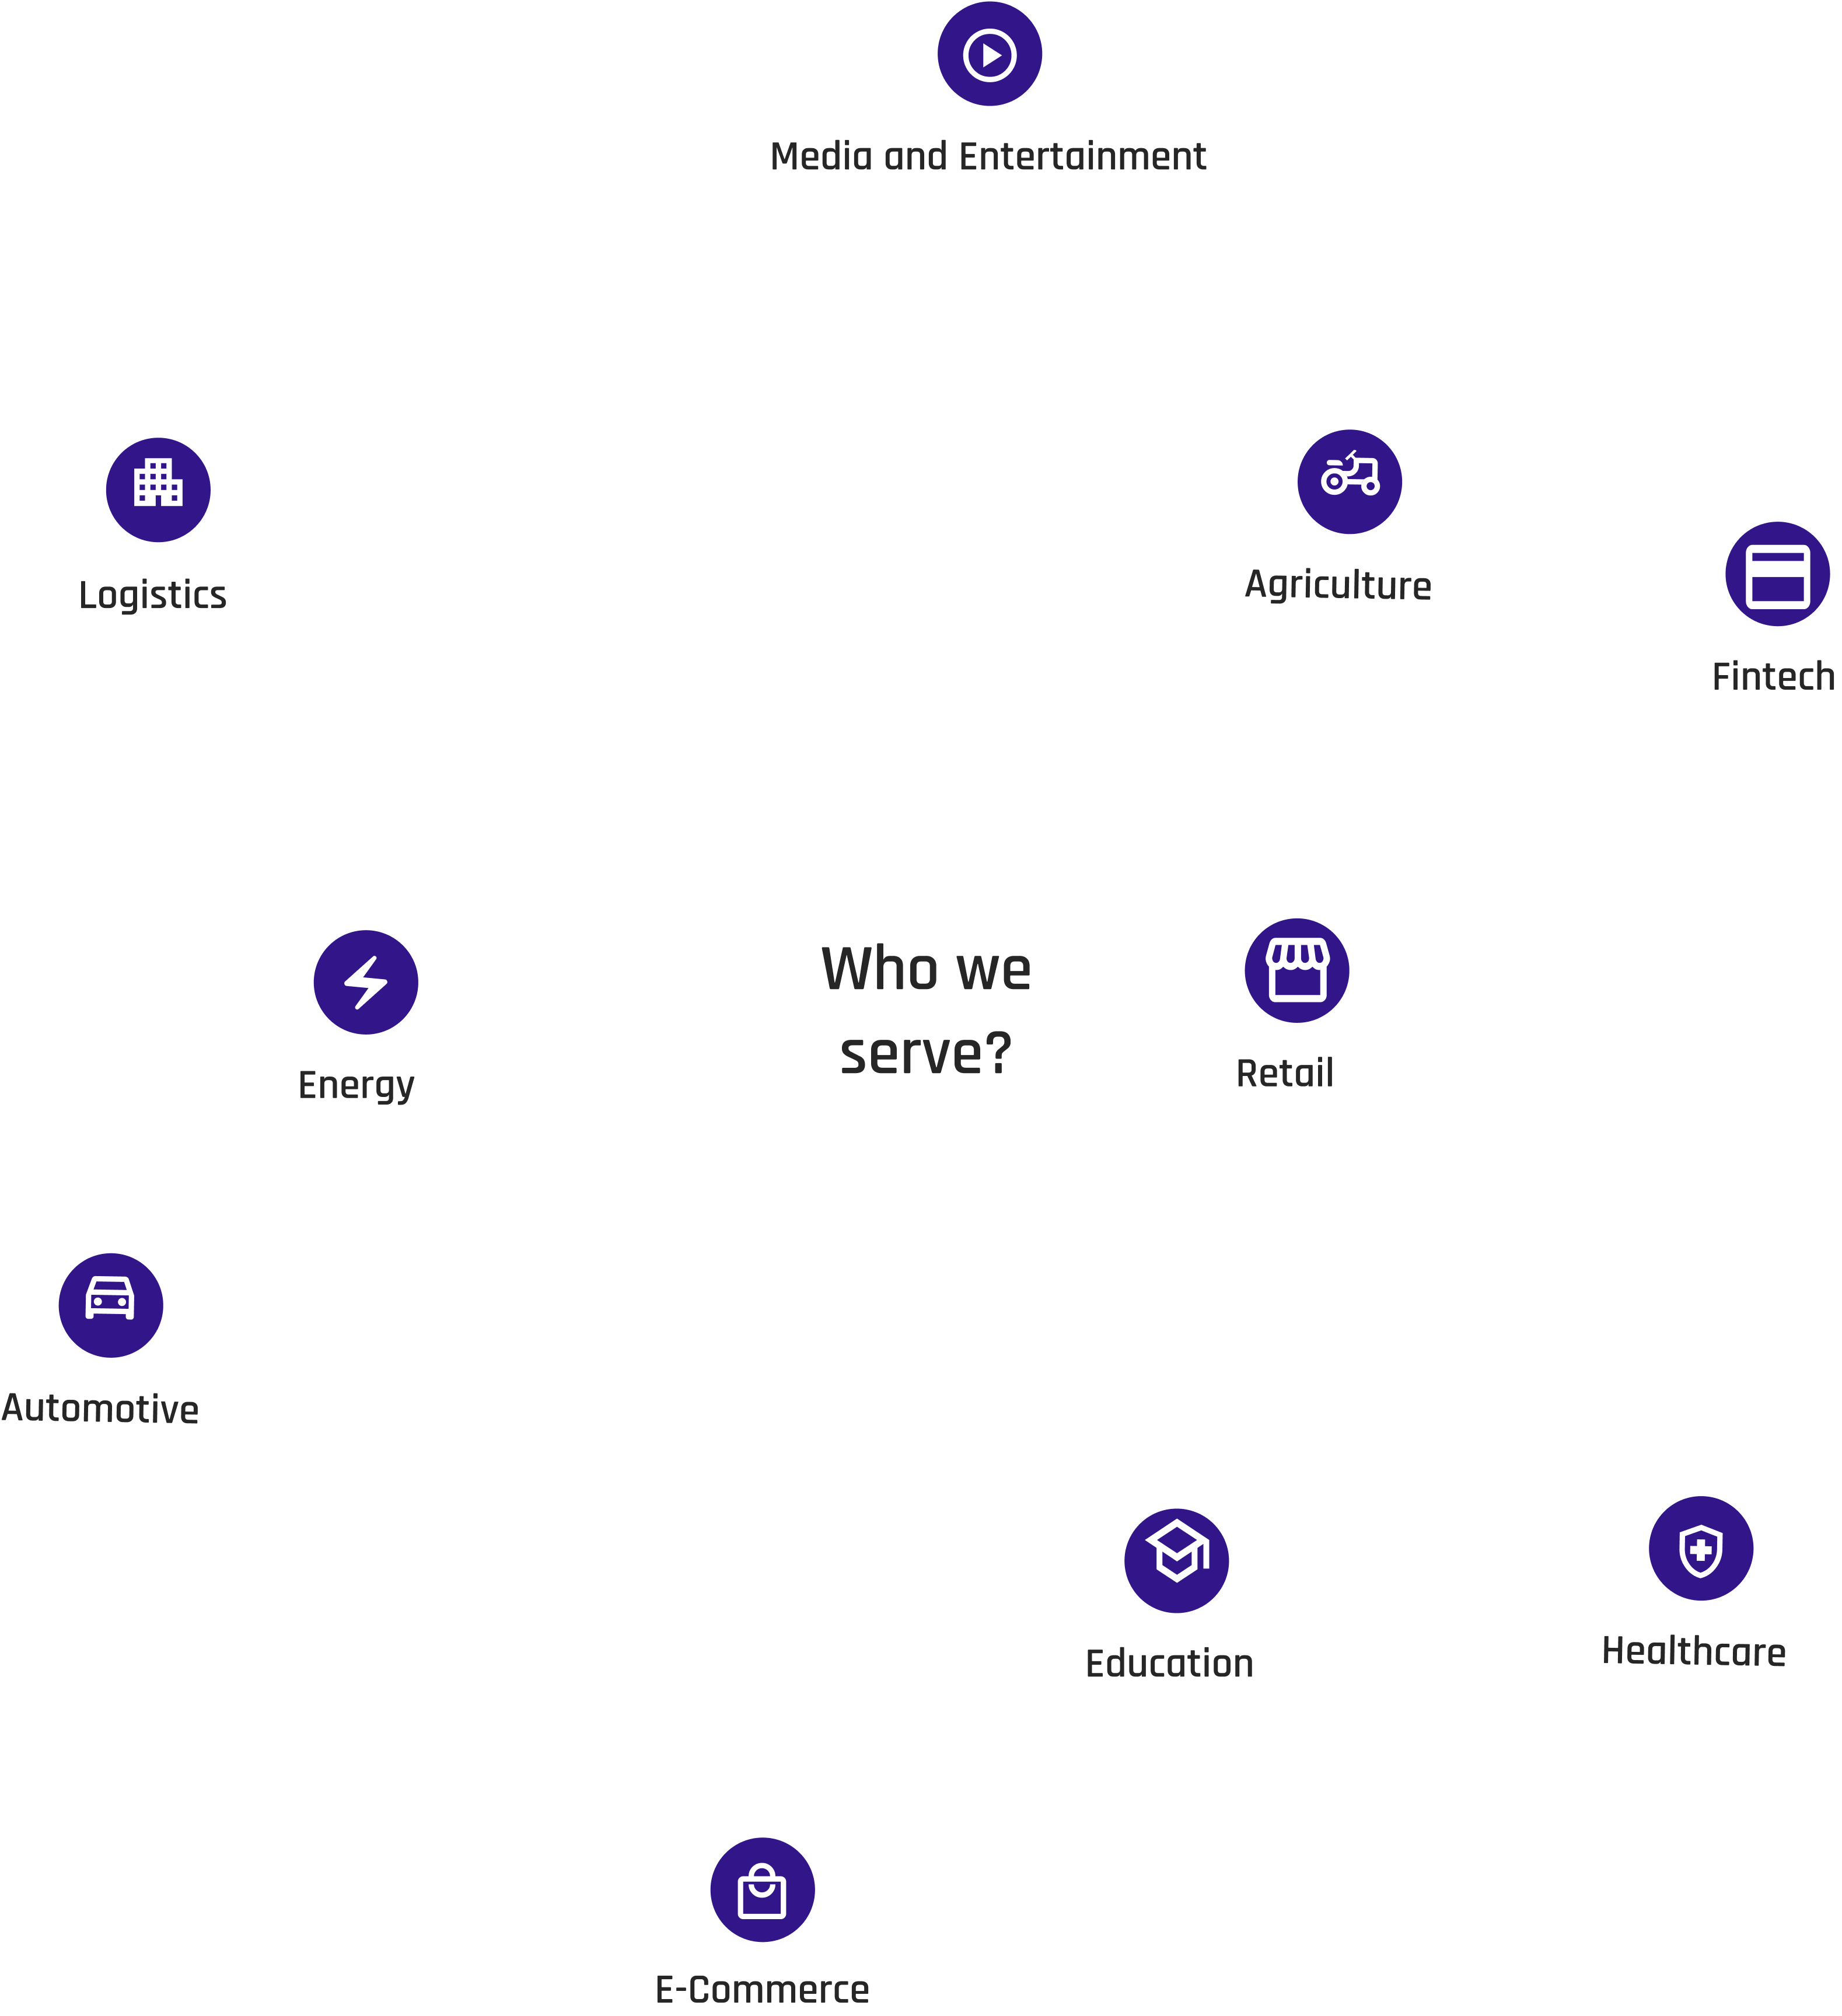 Media and Entertainment
Logistics
Agriculture
Fintech
Who we
serve?
Retail
Energy
Automotive
Education
Healthcare
E-Commerce